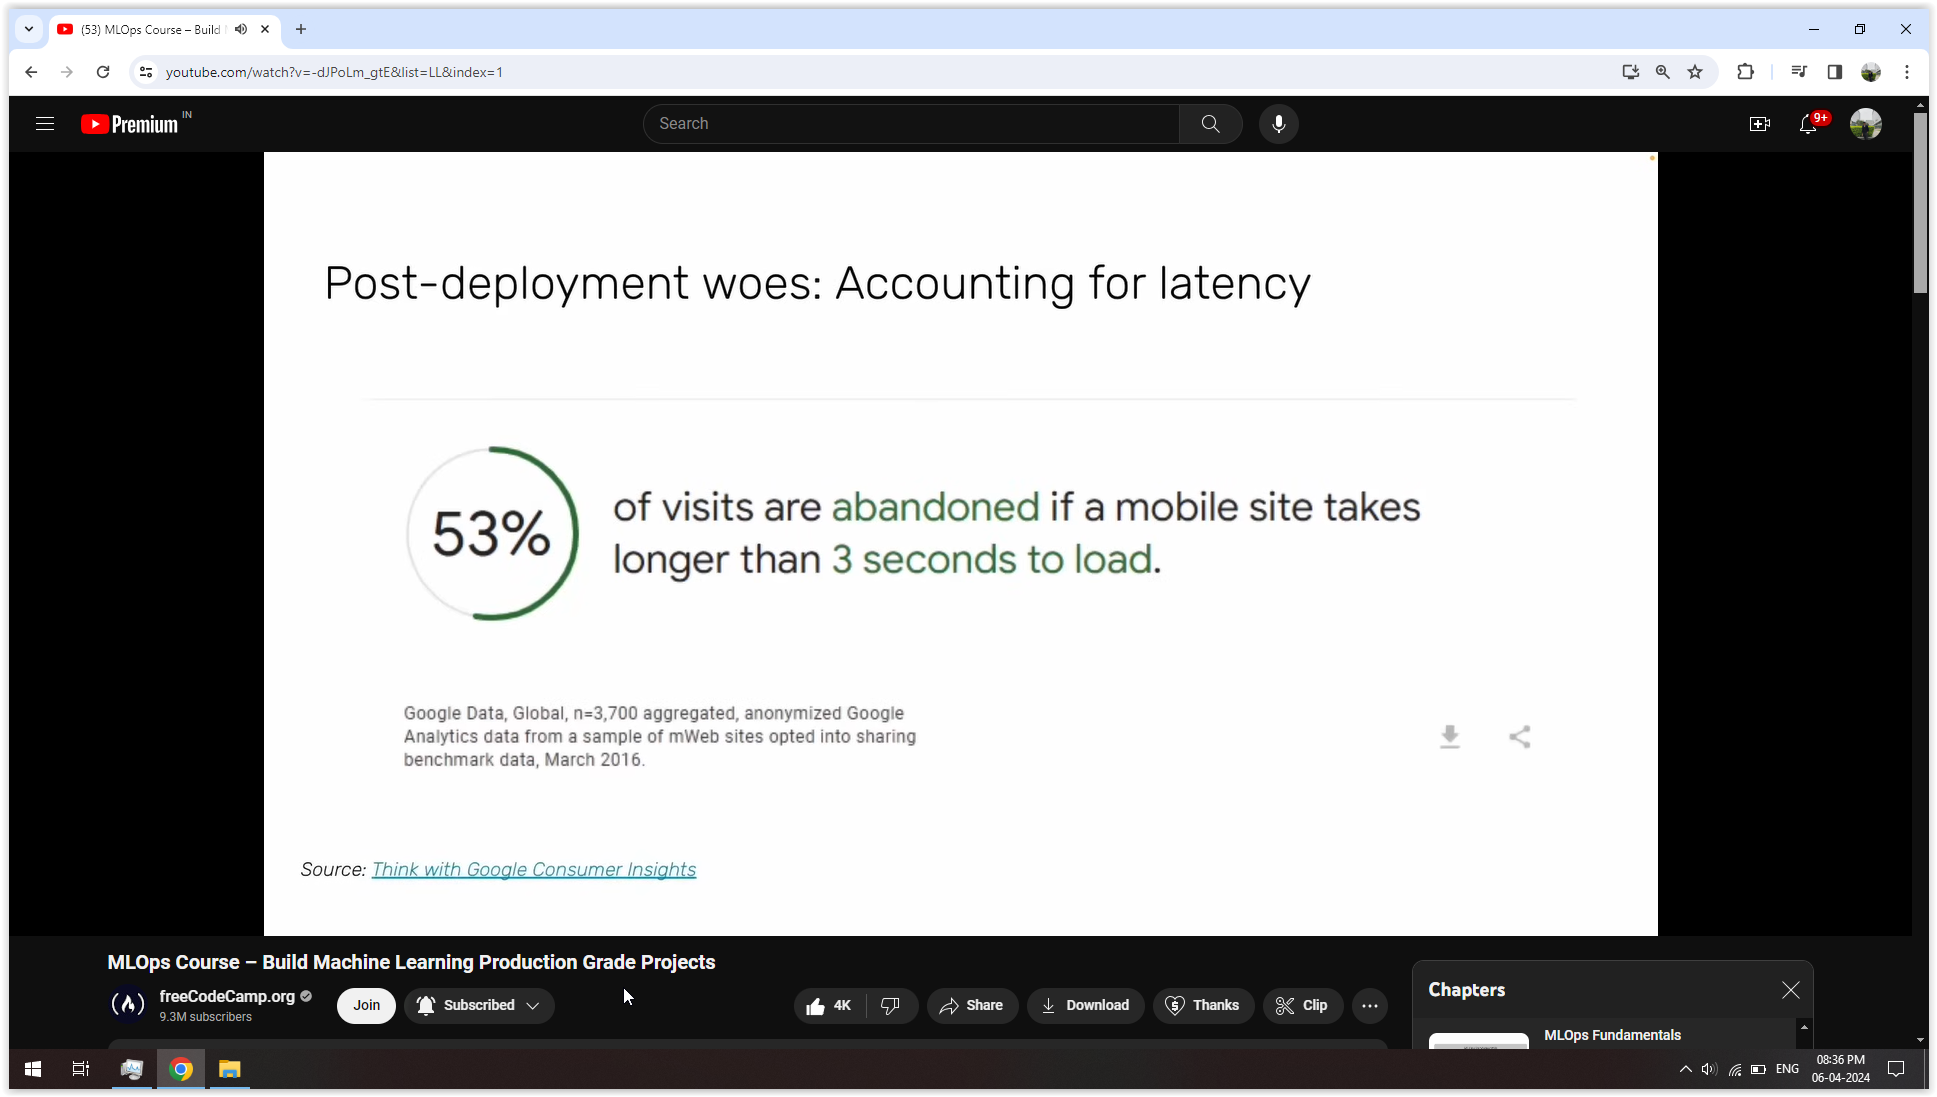 (53) MLOps Course – Build
youtube.com/watch?v=-dJPoLm_gtE&list=LL&index=1
Premium IN
Search
9+
Post-deployment woes: Accounting for latency
53%
of visits are abandoned if a mobile site takes
longer than 3 seconds to load.
Google Data, Global, n=3,700 aggregated, anonymized Google
Analytics data from a sample of mWeb sites opted into sharing
benchmark data, March 2016.
Source: Think with Google Consumer Insights
MLOps Course – Build Machine Learning Production Grade Projects
freeCodeCamp.org
9.3M subscribers
Join
Subscribed
4K
Share
Download
Thanks
Clip
Chapters
MLOps Fundamentals
ENG
08:36 PM
06-04-2024